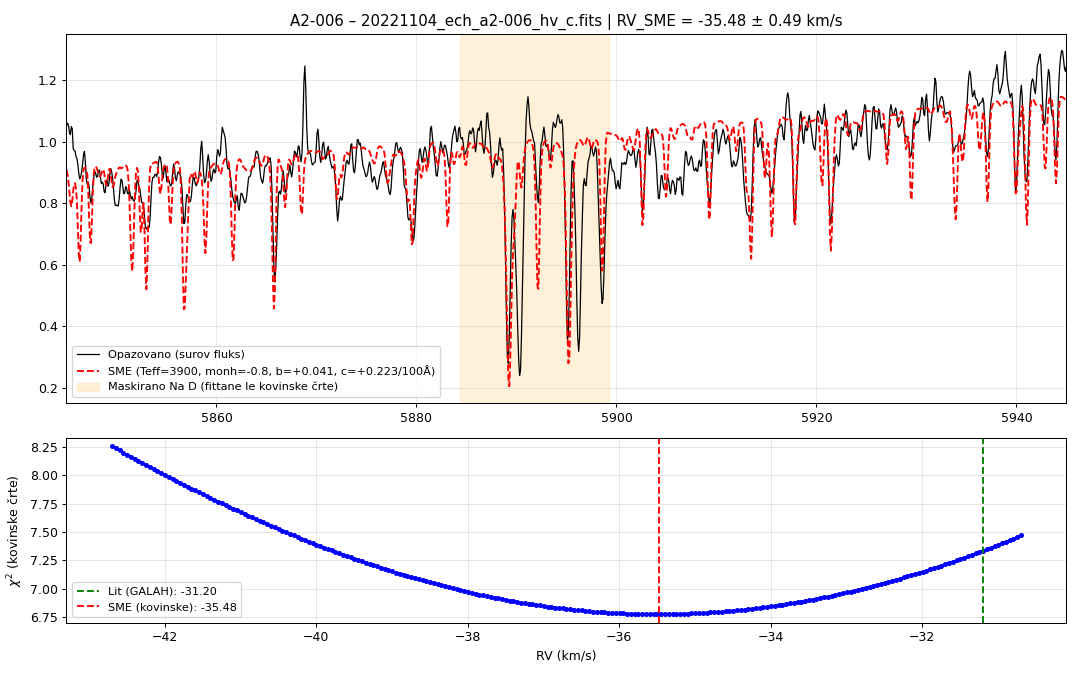 A2-006 – 20221104_ech_a2-006_hv_c.fits | RV_SME = -35.48 ± 0.49 km/s
1.2
1.0
0.8
0.6
0.4
0.2
Opazovano (surov fluks)
SME (Teff=3900, monh=-0.8, b=+0.041, c=+0.223/100Å)
Maskirano Na D (fittane le kovinske črte)
5860 5880 5900 5920 5940
χ² (kovinske črte)
8.25
8.00
7.75
7.50
7.25
7.00
6.75
Lit (GALAH): -31.20
SME (kovinske): -35.48
−42 −40 −38 −36 −34 −32
RV (km/s)